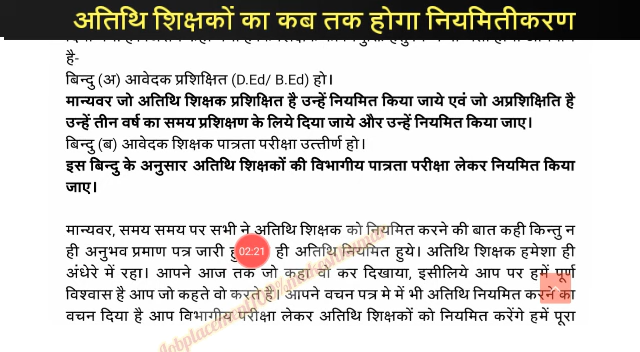 अतिथि शिक्षकों का कब तक होगा नियमितीकरण
है-
बिन्दु (अ) आवेदक प्रशिक्षित (D.Ed/ B.Ed) हो।
मान्यवर जो अतिथि शिक्षक प्रशिक्षित है उन्हें नियमित किया जाये एवं जो अप्रशिक्षिति है
उन्हें तीन वर्ष का समय प्रशिक्षण के लिये दिया जाये और उन्हें नियमित किया जाए।
बिन्दु (ब) आवेदक शिक्षक पात्रता परीक्षा उत्तीर्ण हो।
इस बिन्दु के अनुसार अतिथि शिक्षकों की विभागीय पात्रता परीक्षा लेकर नियमित किया
जाए।
मान्यवर, समय समय पर सभी ने अतिथि शिक्षक को नियमित करने की बात कही किन्तु न
ही अनुभव प्रमाण पत्र जारी 02:21 ही अतिथि नियमित हुये। अतिथि शिक्षक हमेशा ही
अंधेरे में रहा। आपने आज तक जो कहा वो कर दिखाया, इसीलिये आप पर हमें पूर्ण
विश्वास है आप जो कहते वो करते है। आपने वचन पत्र मे में भी अतिथि नियमित करने का
वचन दिया है आप विभागीय परीक्षा लेकर अतिथि शिक्षकों को नियमित करेंगे हमें पूरा